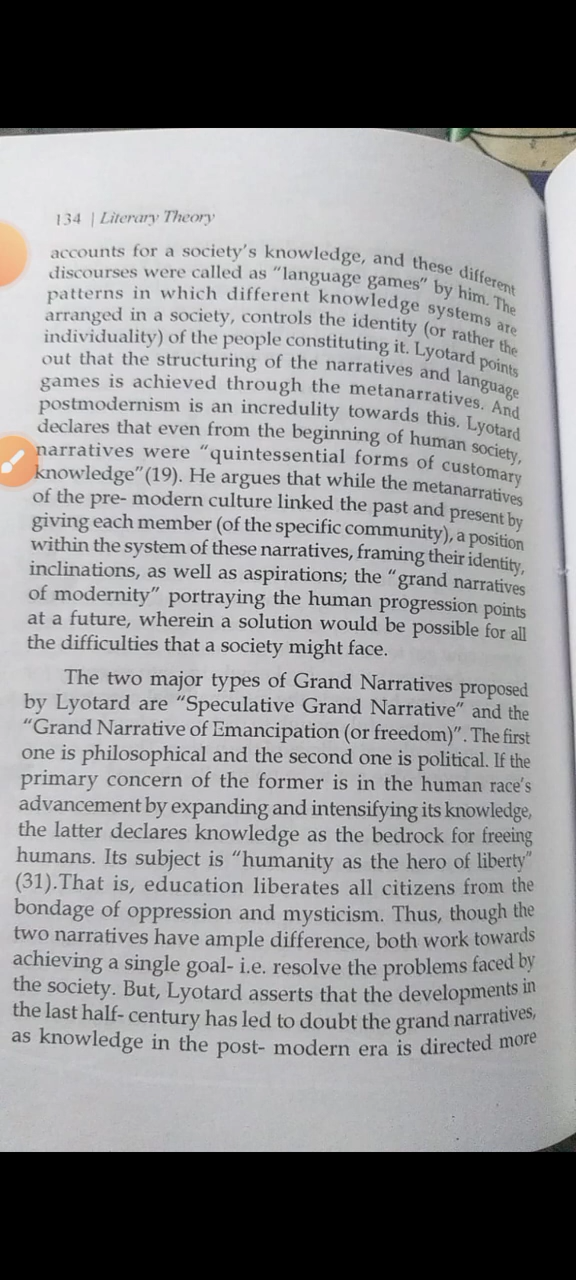 134 | Literary Theory
accounts for a society's knowledge, and these different
discourses were called as "language games" by him. The
patterns in which different knowledge systems are
arranged in a society, controls the identity (or rather the
individuality) of the people constituting it. Lyotard points
out that the structuring of the narratives and language
games is achieved through the metanarratives. And
postmodernism is an incredulity towards this. Lyotard
declares that even from the beginning of human society,
narratives were "quintessential forms of customary
knowledge"(19). He argues that while the metanarratives
of the pre- modern culture linked the past and present by
giving each member (of the specific community), a position
within the system of these narratives, framing their identity,
inclinations, as well as aspirations; the "grand narratives
of modernity" portraying the human progression points
at a future, wherein a solution would be possible for all
the difficulties that a society might face.
The two major types of Grand Narratives proposed
by Lyotard are "Speculative Grand Narrative" and the
"Grand Narrative of Emancipation (or freedom)". The first
one is philosophical and the second one is political. If the
primary concern of the former is in the human race's
advancement by expanding and intensifying its knowledge,
the latter declares knowledge as the bedrock for freeing
humans. Its subject is "humanity as the hero of liberty"
(31).That is, education liberates all citizens from the
bondage of oppression and mysticism. Thus, though the
two narratives have ample difference, both work towards
achieving a single goal- i.e. resolve the problems faced by
the society. But, Lyotard asserts that the developments in
the last half- century has led to doubt the grand narratives,
as knowledge in the post- modern era is directed more